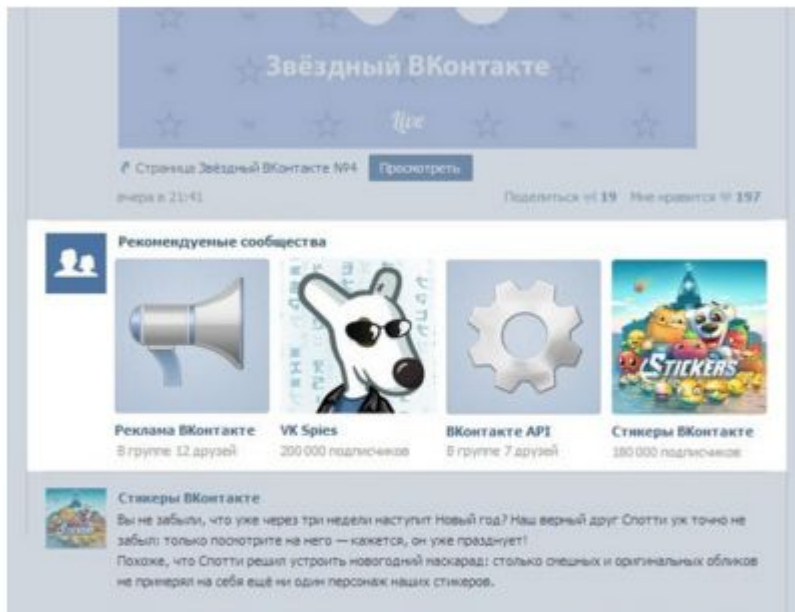 Звёздный ВКонтакте
Live
Страница Звёздный ВКонтакте №4 Просмотреть
вчера в 21:41 Поделиться 19 Мне нравится 197
Рекомендуемые сообщества
STICKERS
Реклама ВКонтакте VK Spies ВКонтакте API Стикеры ВКонтакте
В группе 12 друзей 200 000 подписчиков В группе 7 друзей 180 000 подписчиков
Стикеры ВКонтакте
Вы не забыли, что уже через три недели наступит Новый год? Наш верный друг Спотти уж точно не
забыл: только посмотрите на него — кажется, он уже празднует!
Похоже, что Спотти решил устроить новогодний маскарад: столько смешных и оригинальных обликов
не примерял на себя ещё ни один персонаж наших стикеров.